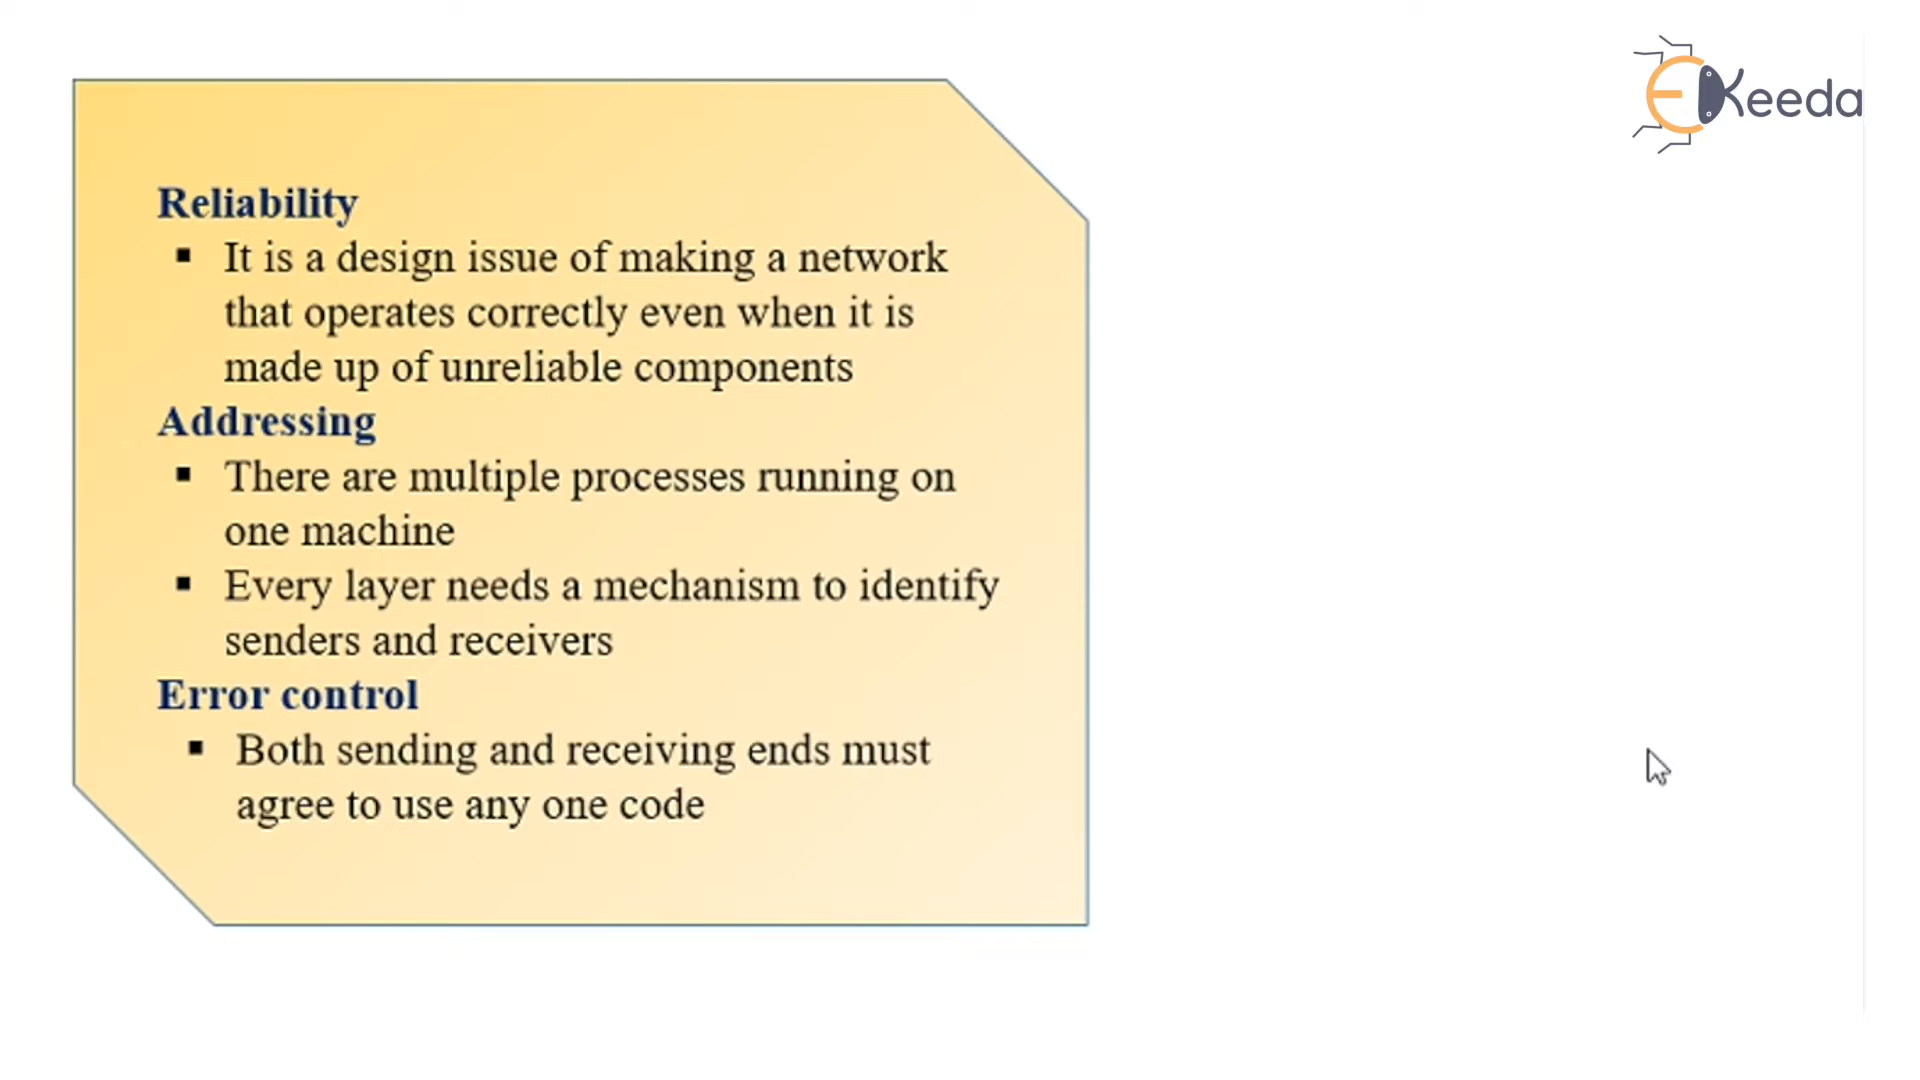 EKeeda
Reliability
▪ It is a design issue of making a network
that operates correctly even when it is
made up of unreliable components
Addressing
▪ There are multiple processes running on
one machine
▪ Every layer needs a mechanism to identify
senders and receivers
Error control
▪ Both sending and receiving ends must
agree to use any one code